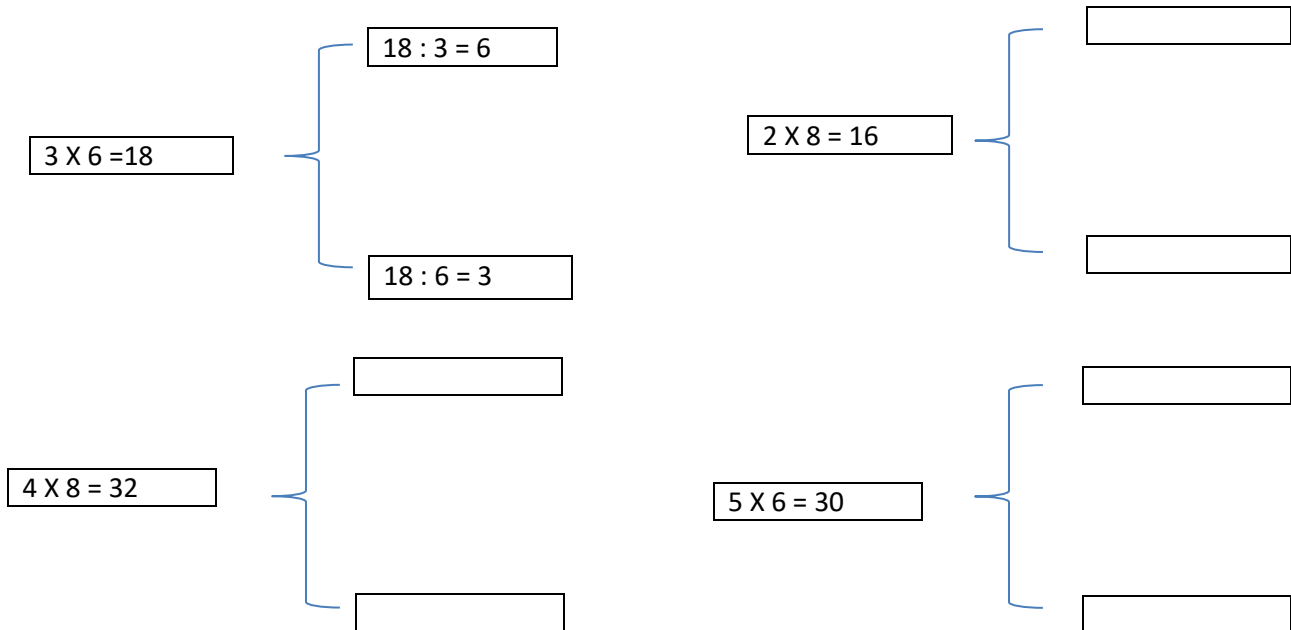 18 : 3 = 6
3 X 6 =18
18 : 6 = 3
2 X 8 = 16
4 X 8 = 32
5 X 6 = 30